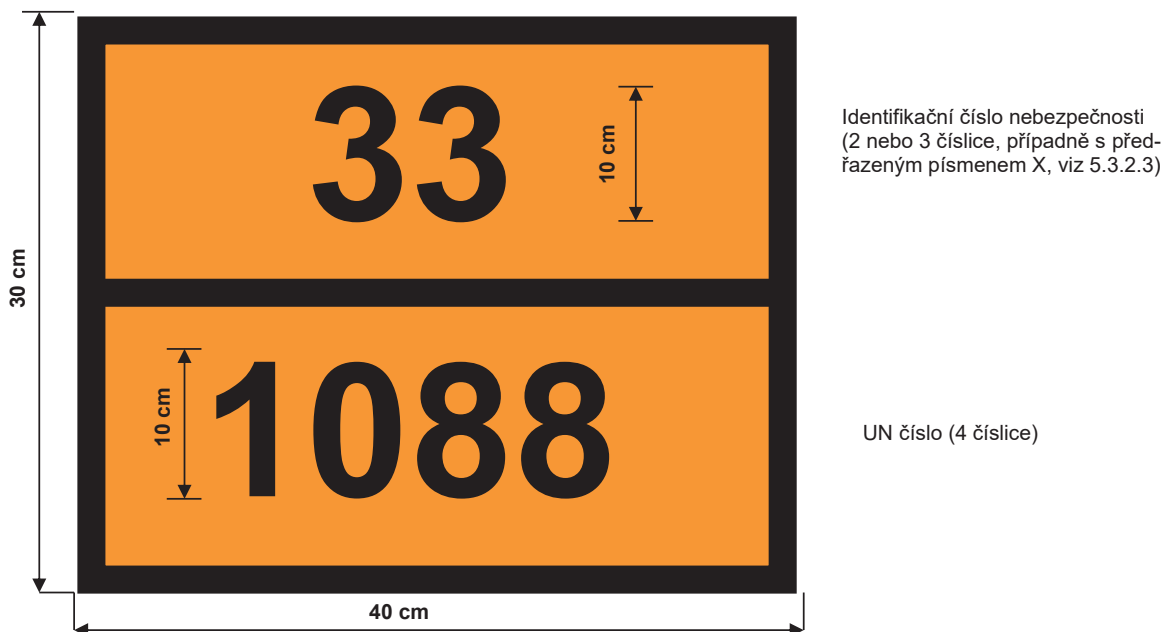 33
10 cm
Identifikační číslo nebezpečnosti
(2 nebo 3 číslice, případně s před-
řazeným písmenem X, viz 5.3.2.3)
30 cm
10 cm
1088
UN číslo (4 číslice)
40 cm